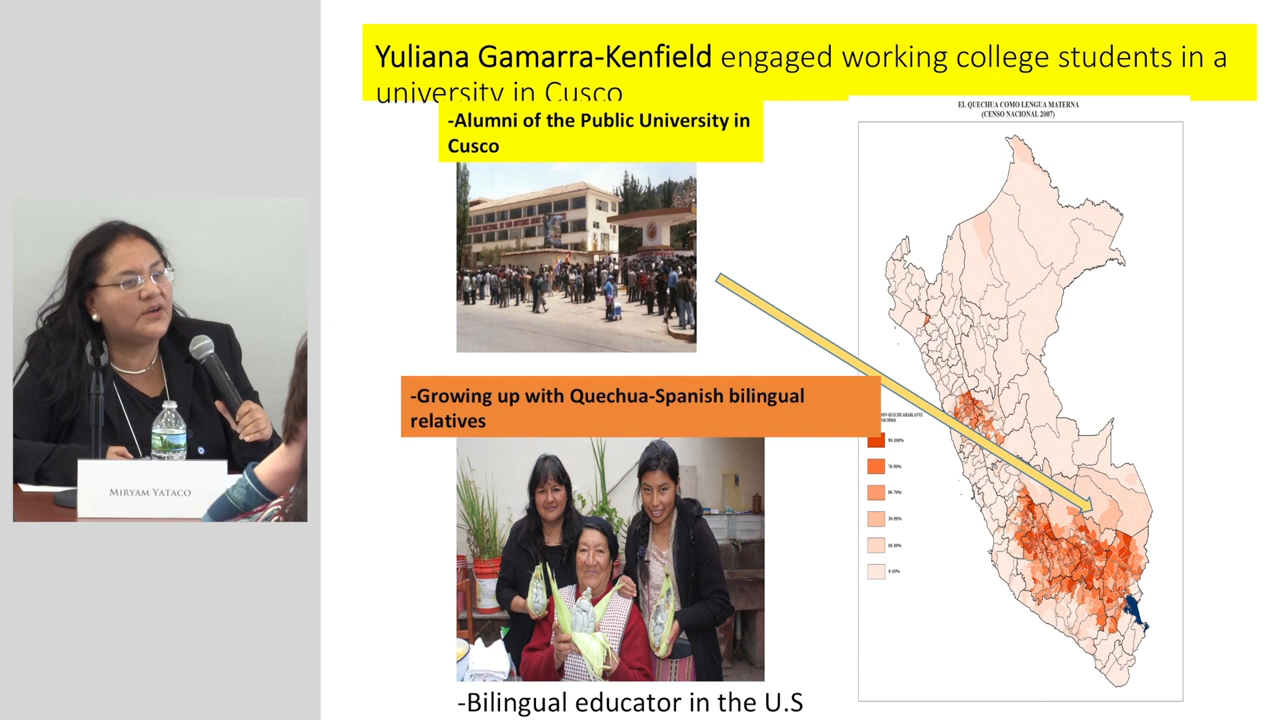 Yuliana Gamarra-Kenfield engaged working college students in a
university in Cusco
-Alumni of the Public University in
Cusco
EL QUECHUA COMO LENGUA MATERNA
(CENSO NACIONAL 2007)
-Growing up with Quechua-Spanish bilingual
relatives
MIRYAM YATACO
-Bilingual educator in the U.S